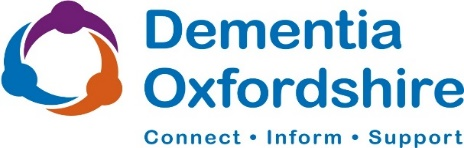 Dementia
Oxfordshire
Connect • Inform • Support